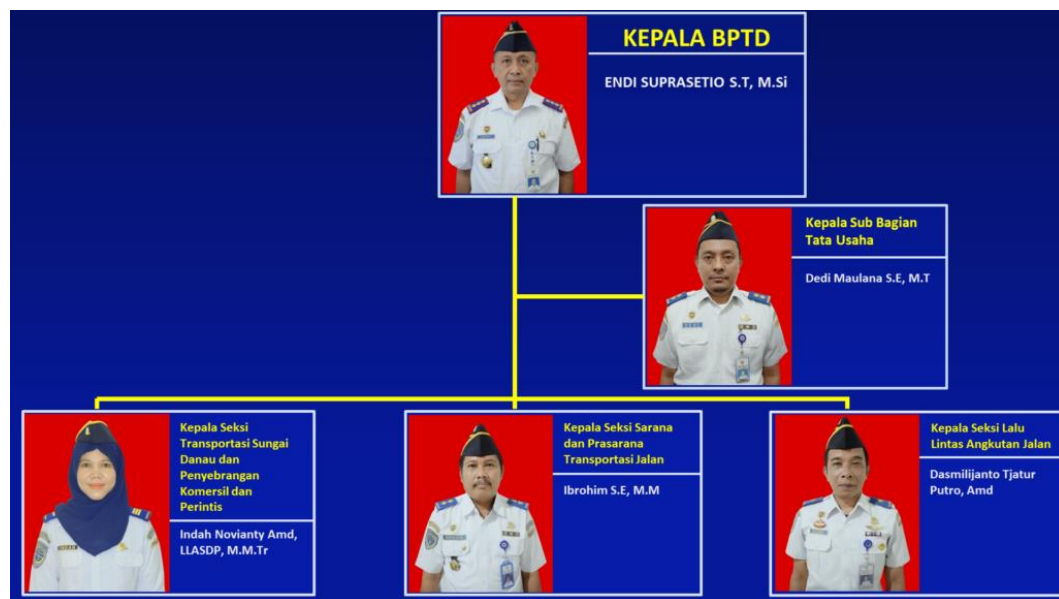 KEPALA BPTD
ENDI SUPRASETIO S.T, M.Si
Kepala Sub Bagian
Tata Usaha
Dedi Maulana S.E, M.T
Kepala Seksi
Transportasi Sungai
Danau dan
Penyebrangan
Komersil dan
Perintis
Indah Novianty Amd,
LLASDP, M.M.Tr
Kepala Seksi Sarana
dan Prasarana
Transportasi Jalan
Ibrohim S.E, M.M
Kepala Seksi Lalu
Lintas Angkutan Jalan
Dasmilijanto Tjatur
Putro, Amd